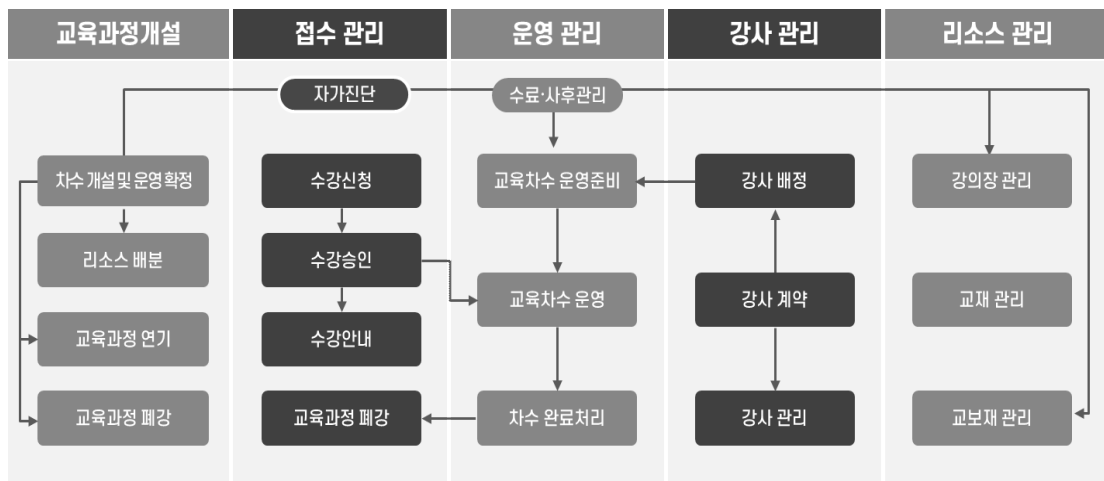 교육과정개설
접수 관리
운영 관리
강사 관리
리소스 관리
자가진단
수료·사후관리
차수 개설 및 운영확정
수강신청
교육차수 운영준비
강사 배정
강의장 관리
리소스 배분
수강승인
교육차수 운영
강사 계약
교재 관리
교육과정 연기
수강안내
교육과정 폐강
교육과정 폐강
차수 완료처리
강사 관리
교보재 관리